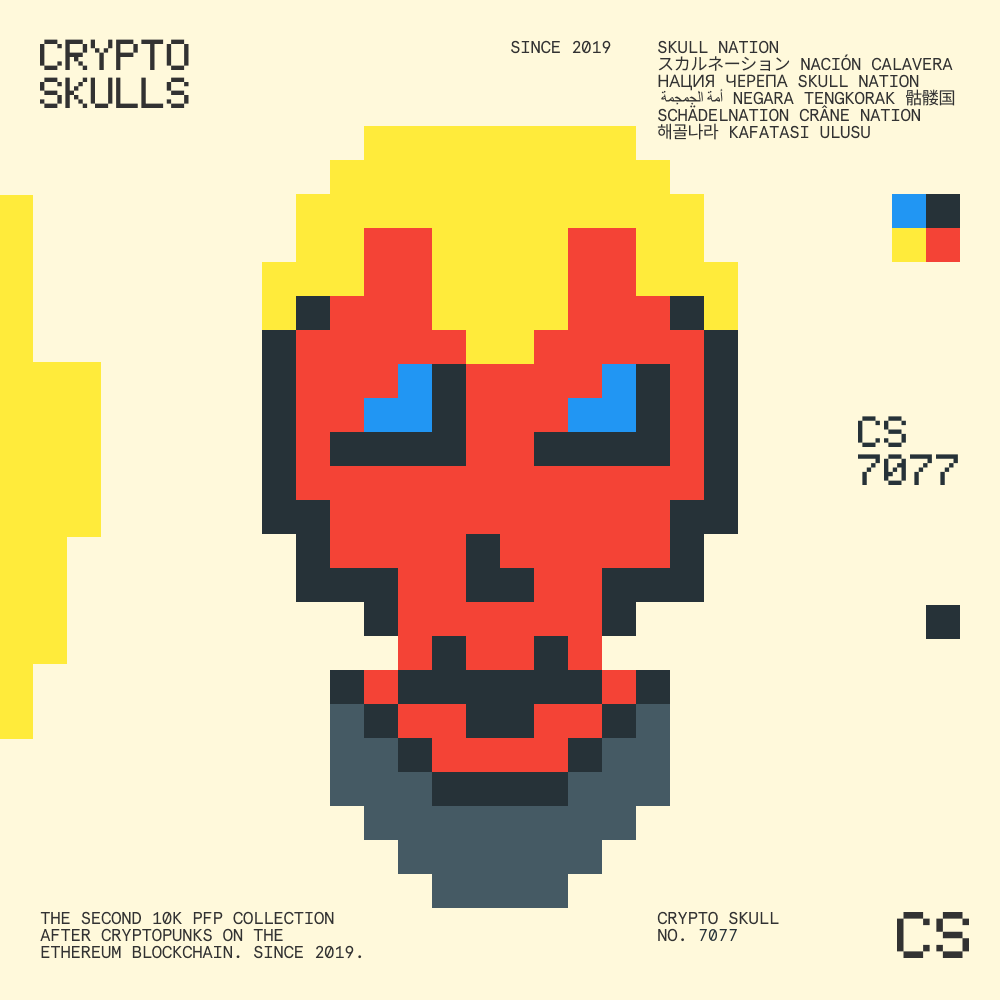 CRYPTO
SKULLS
SINCE 2019
SKULL NATION
スカルネーション NACIÓN CALAVERA
НАЦИЯ ЧЕРЕПА SKULL NATION
أمة الجمجمة NEGARA TENGKORAK 骷髅国
SCHÄDELNATION CRÂNE NATION
해골나라 KAFATASI ULUSU
CS
7077
THE SECOND 10K PFP COLLECTION
AFTER CRYPTOPUNKS ON THE
ETHEREUM BLOCKCHAIN. SINCE 2019.
CRYPTO SKULL
NO. 7077
CS